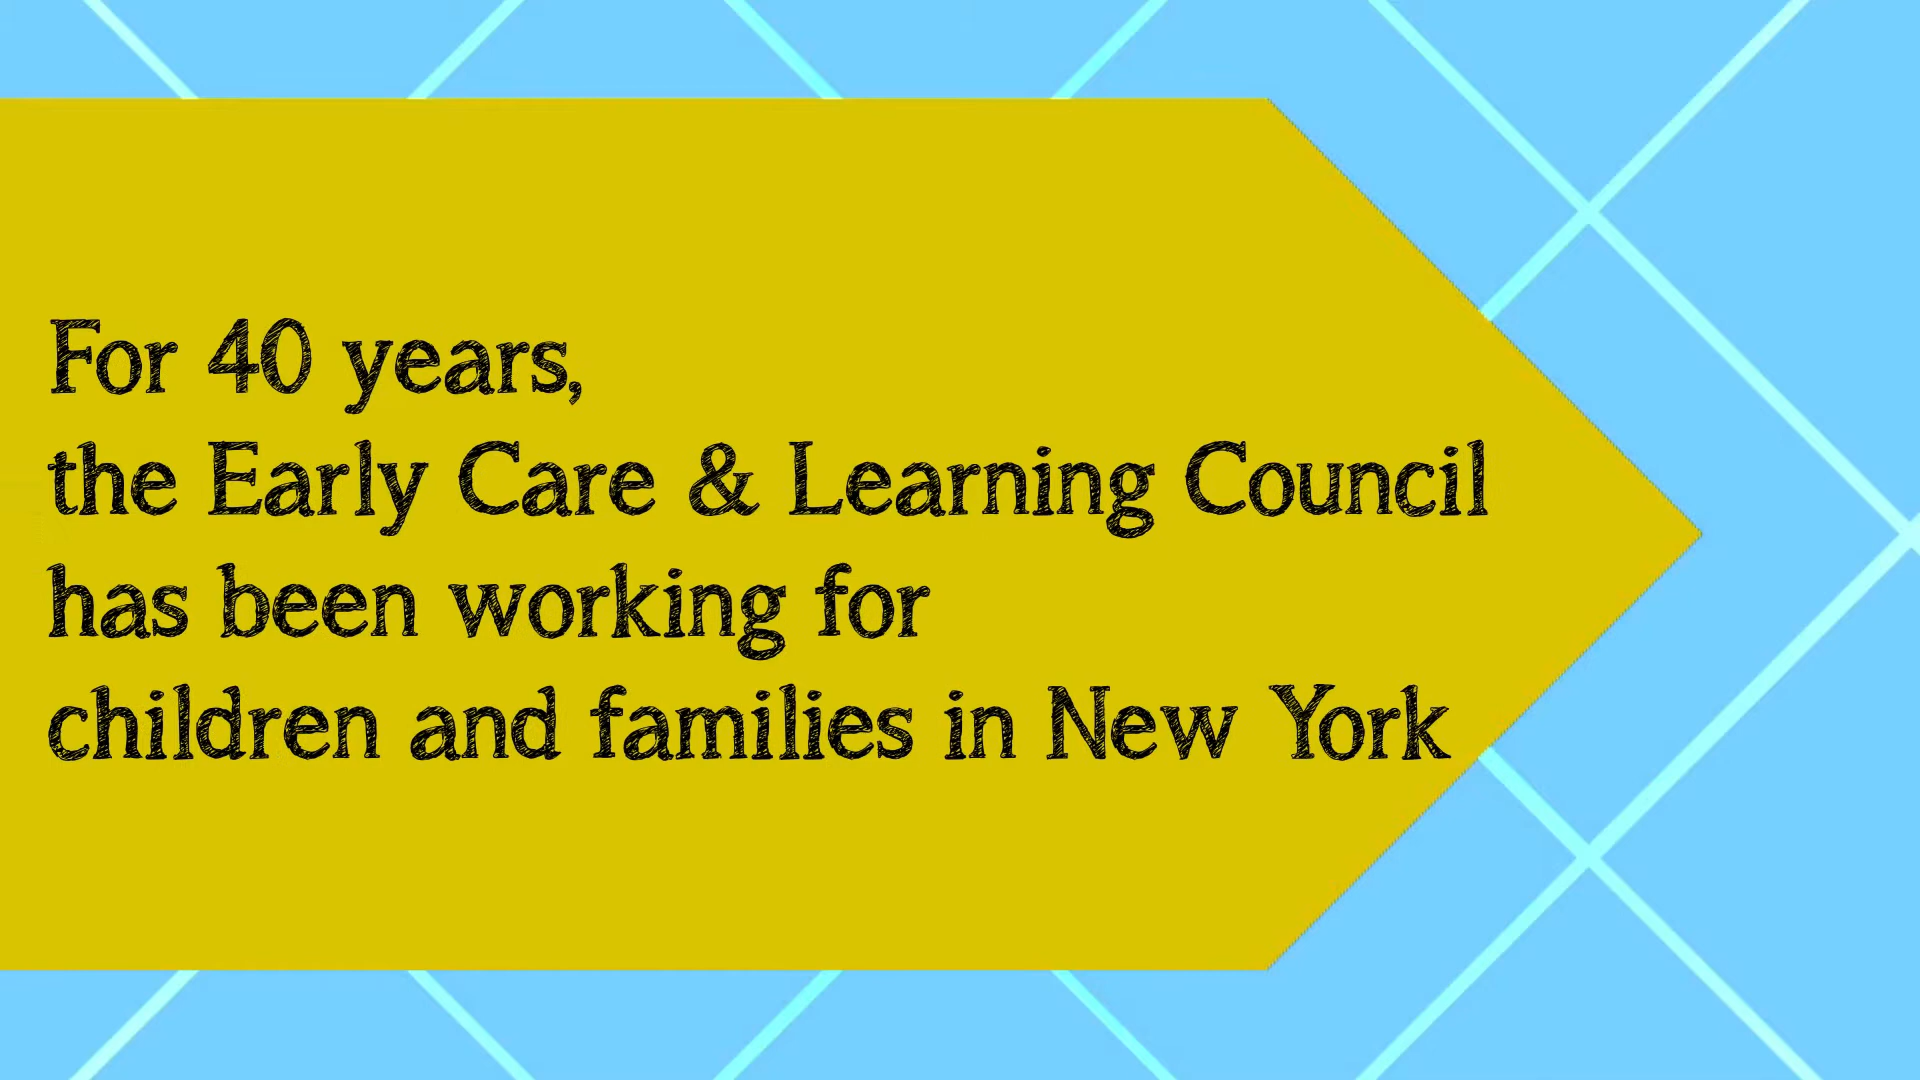 For 40 years,
the Early Care & Learning Council
has been working for
children and families in New York